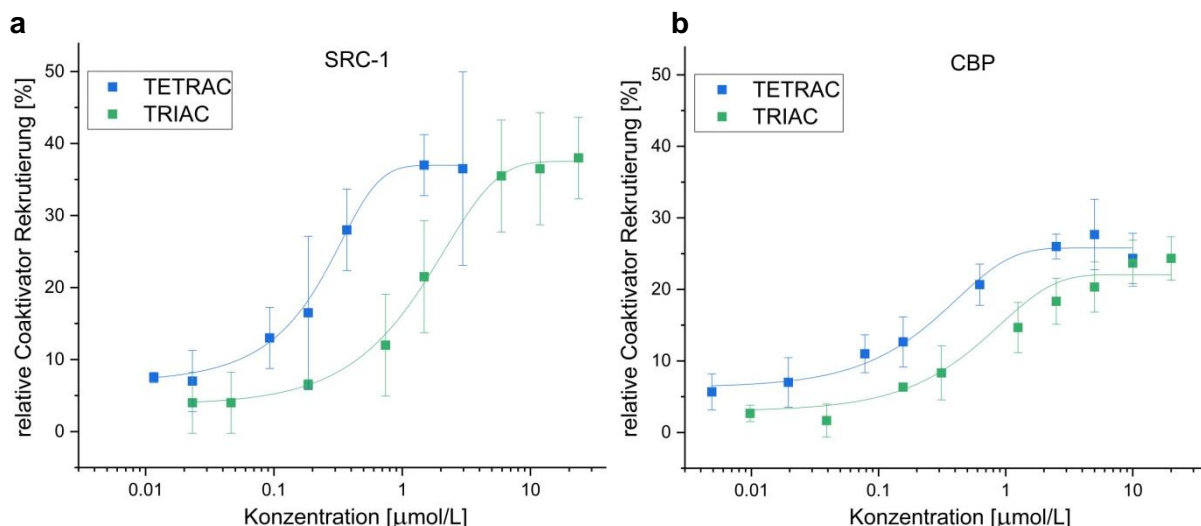 a
SRC-1
TETRAC
TRIAC
relative Coaktivator Rekrutierung [%]
50
40
30
20
10
0
0.01 0.1 1 10
Konzentration [µmol/L]
b
CBP
TETRAC
TRIAC
relative Coaktivator Rekrutierung [%]
50
40
30
20
10
0
0.01 0.1 1 10
Konzentration [µmol/L]